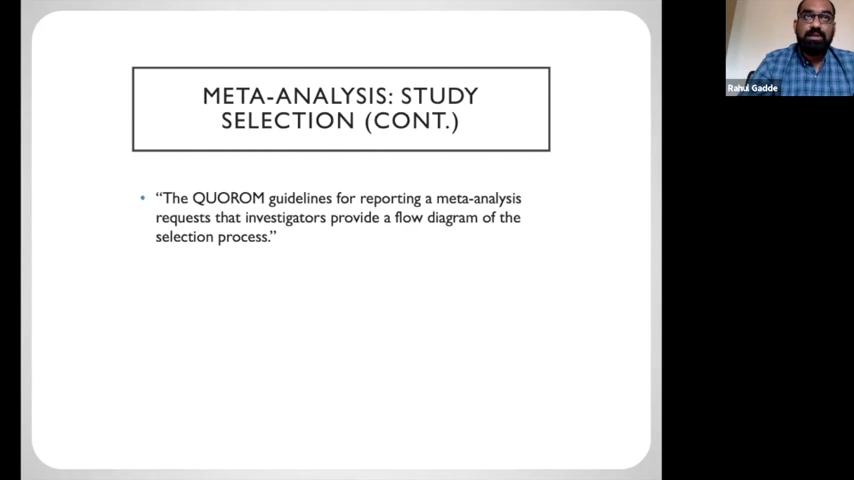 META-ANALYSIS: STUDY
SELECTION (CONT.)
• “The QUOROM guidelines for reporting a meta-analysis
requests that investigators provide a flow diagram of the
selection process.”
Rahul Gadde